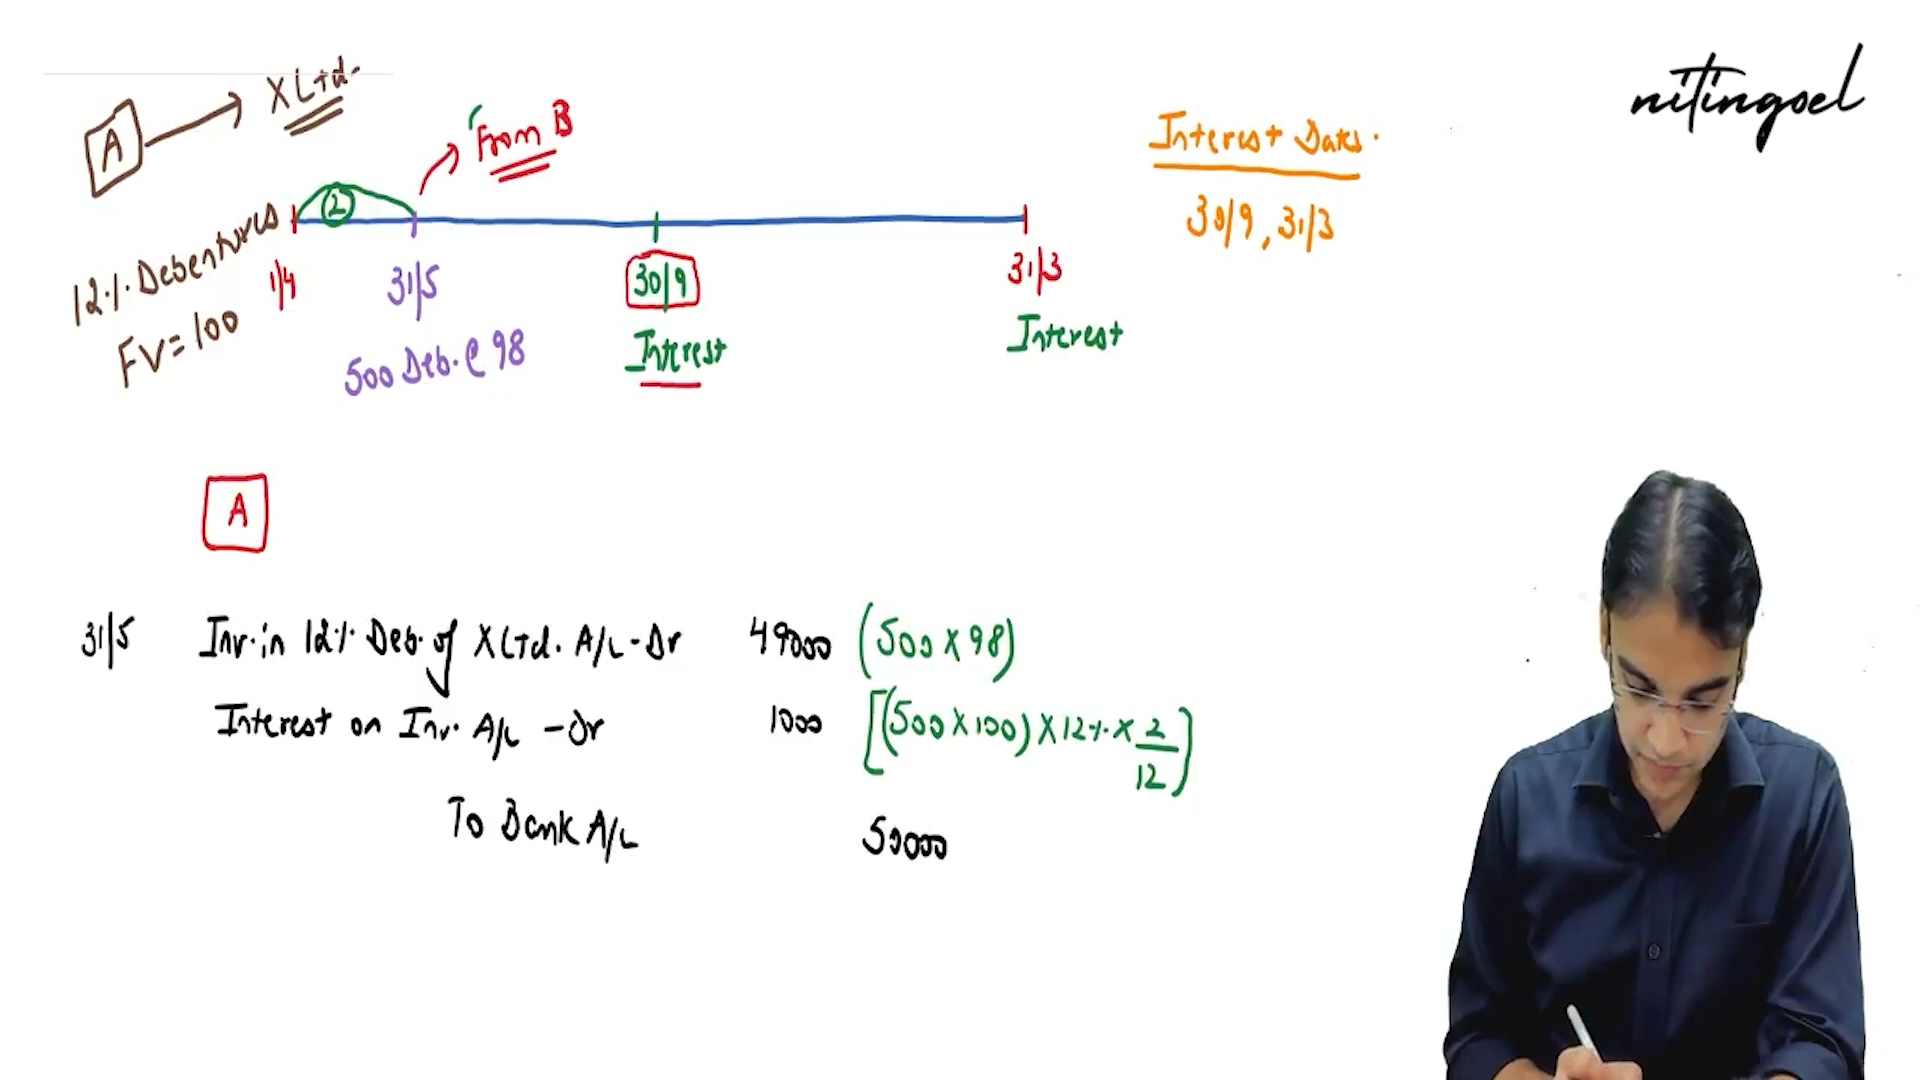 A → X Ltd.
nitingoel
From B
Interest Dates.
30/9, 31/3
2
12.1. Debentures
FV = 100
1/4
31/5
30/9
31/3
500 Deb. @ 98
Interest
Interest
A
31/5 Inv. in 12%. Deb. of X Ltd. A/c - Dr 49000 (500 X 98)
Interest on Inv. A/c - Dr 1000 [(500 X 100) X 12%. X 2/12]
To Bank A/c 50000